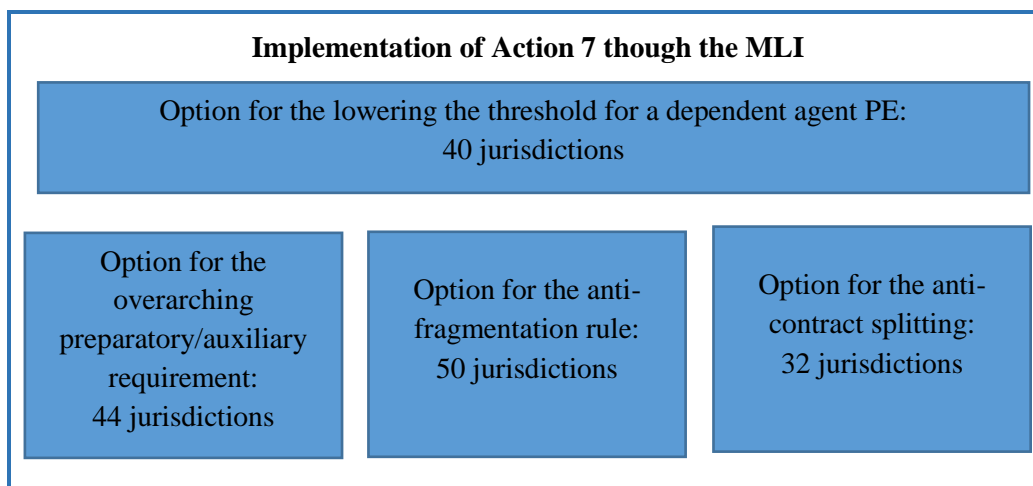 Implementation of Action 7 though the MLI
Option for the lowering the threshold for a dependent agent PE:
40 jurisdictions
Option for the
overarching
preparatory/auxiliary
requirement:
44 jurisdictions
Option for the anti-
fragmentation rule:
50 jurisdictions
Option for the anti-
contract splitting:
32 jurisdictions